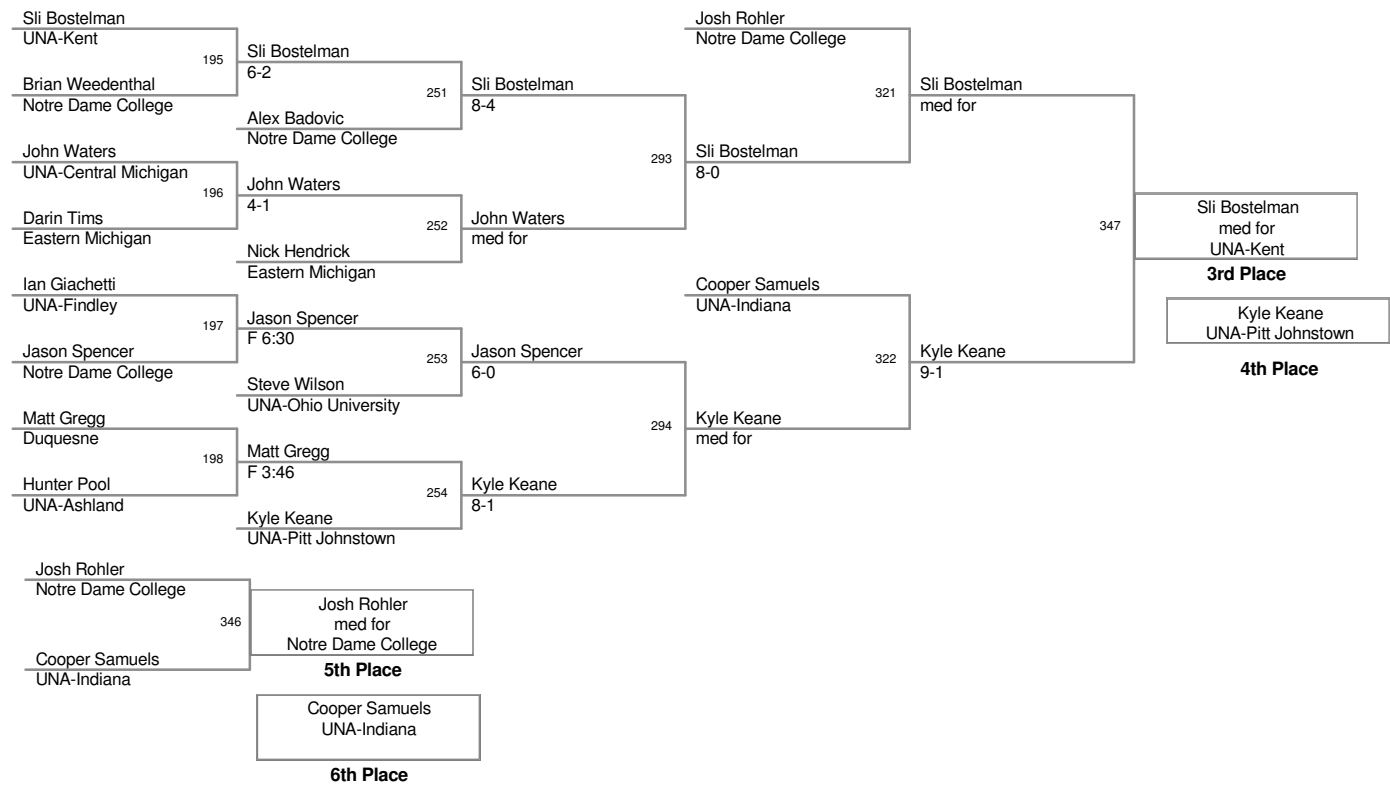 Sli Bostelman
UNA-Kent
195
Brian Weedenthal
Notre Dame College
John Waters
UNA-Central Michigan
196
Darin Tims
Eastern Michigan
Ian Giachetti
UNA-Findley
197
Jason Spencer
Notre Dame College
Matt Gregg
Duquesne
198
Hunter Pool
UNA-Ashland
Sli Bostelman
6-2
251
Alex Badovic
Notre Dame College
John Waters
4-1
252
Nick Hendrick
Eastern Michigan
Jason Spencer
F 6:30
253
Steve Wilson
UNA-Ohio University
Matt Gregg
F 3:46
254
Kyle Keane
UNA-Pitt Johnstown
Sli Bostelman
8-4
293
John Waters
med for
Jason Spencer
6-0
294
Kyle Keane
8-1
Josh Rohler
Notre Dame College
321
Sli Bostelman
8-0
Cooper Samuels
UNA-Indiana
322
Kyle Keane
med for
Sli Bostelman
med for
347
Kyle Keane
9-1
Sli Bostelman
med for
UNA-Kent
3rd Place
Kyle Keane
UNA-Pitt Johnstown
4th Place
Josh Rohler
Notre Dame College
346
Cooper Samuels
UNA-Indiana
Josh Rohler
med for
Notre Dame College
5th Place
Cooper Samuels
UNA-Indiana
6th Place